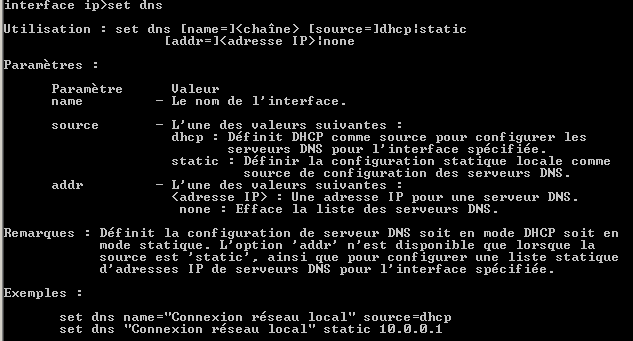 interface ip>set dns
Utilisation : set dns [name=]<chaîne> [source=]dhcp|static
[addr=]<adresse IP>|none
Paramètres :
Paramètre Valeur
name – Le nom de l'interface.
source – L'une des valeurs suivantes :
dhcp : Définit DHCP comme source pour configurer les
serveurs DNS pour l'interface spécifiée.
static : Définir la configuration statique locale comme
source de configuration des serveurs DNS.
addr – L'une des valeurs suivantes :
<adresse IP> : Une adresse IP pour une serveur DNS.
none : Efface la liste des serveurs DNS.
Remarques : Définit la configuration de serveur DNS soit en mode DHCP soit en
mode statique. L'option 'addr' n'est disponible que lorsque la
source est 'static', ainsi que pour configurer une liste statique
d'adresses IP de serveurs DNS pour l'interface spécifiée.
Exemples :
set dns name="Connexion réseau local" source=dhcp
set dns "Connexion réseau local" static 10.0.0.1